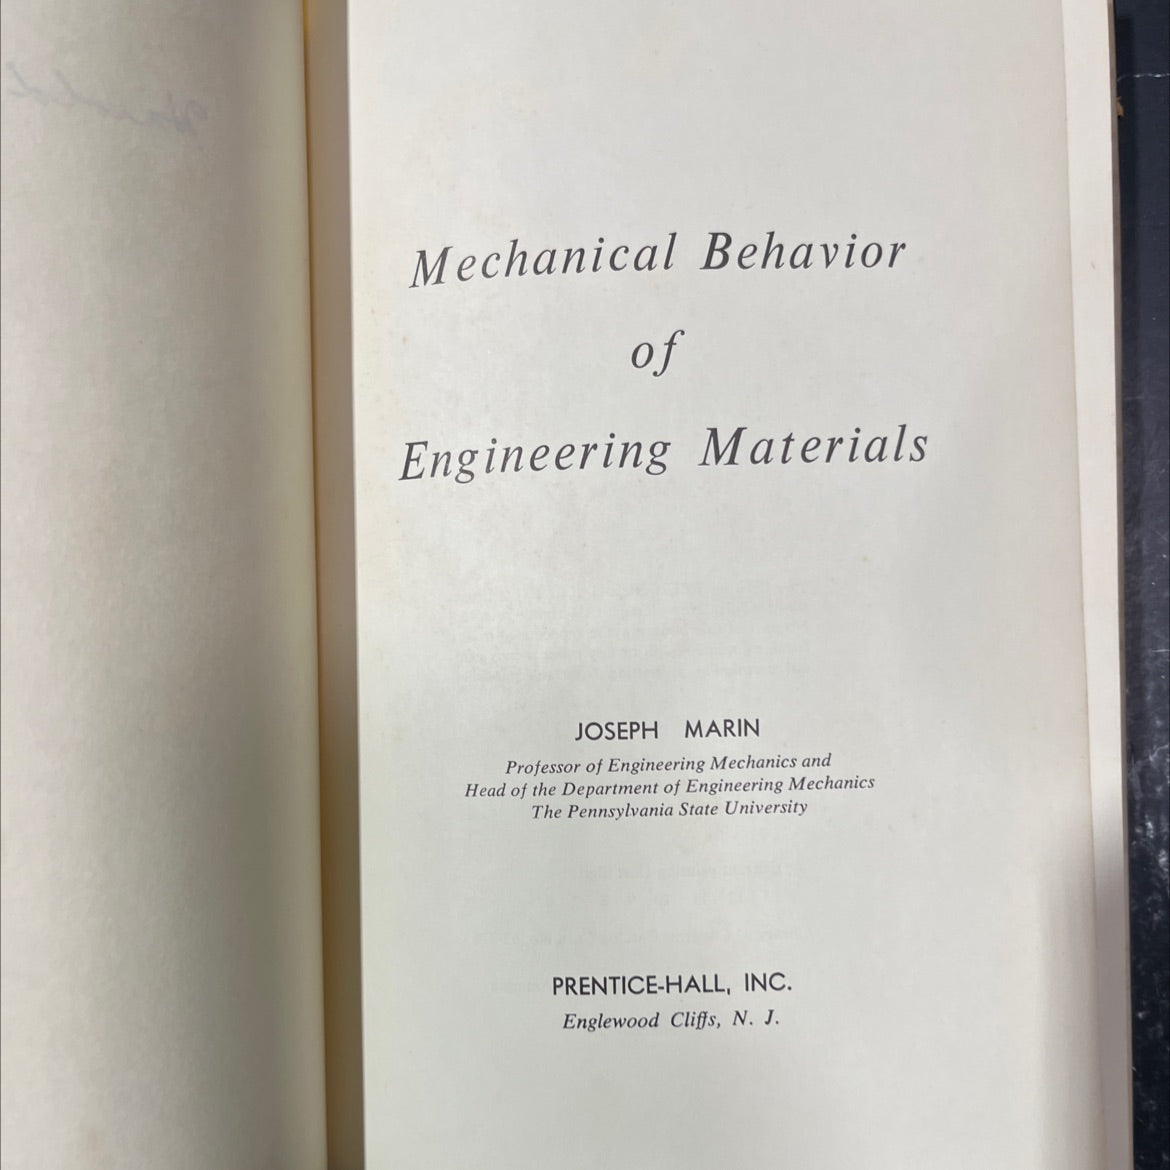 Mechanical Behavior
of
Engineering Materials
JOSEPH MARIN
Professor of Engineering Mechanics and
Head of the Department of Engineering Mechanics
The Pennsylvania State University
PRENTICE-HALL, INC.
Englewood Cliffs, N. J.